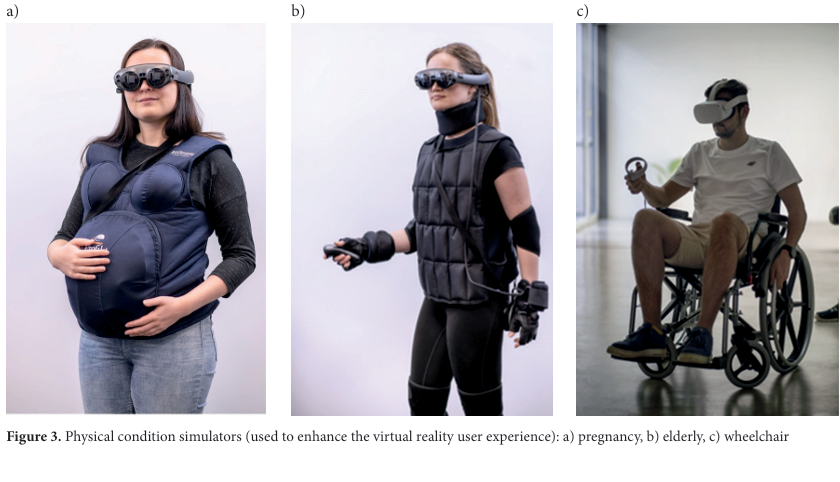 a)
b)
c)
Figure 3. Physical condition simulators (used to enhance the virtual reality user experience): a) pregnancy, b) elderly, c) wheelchair